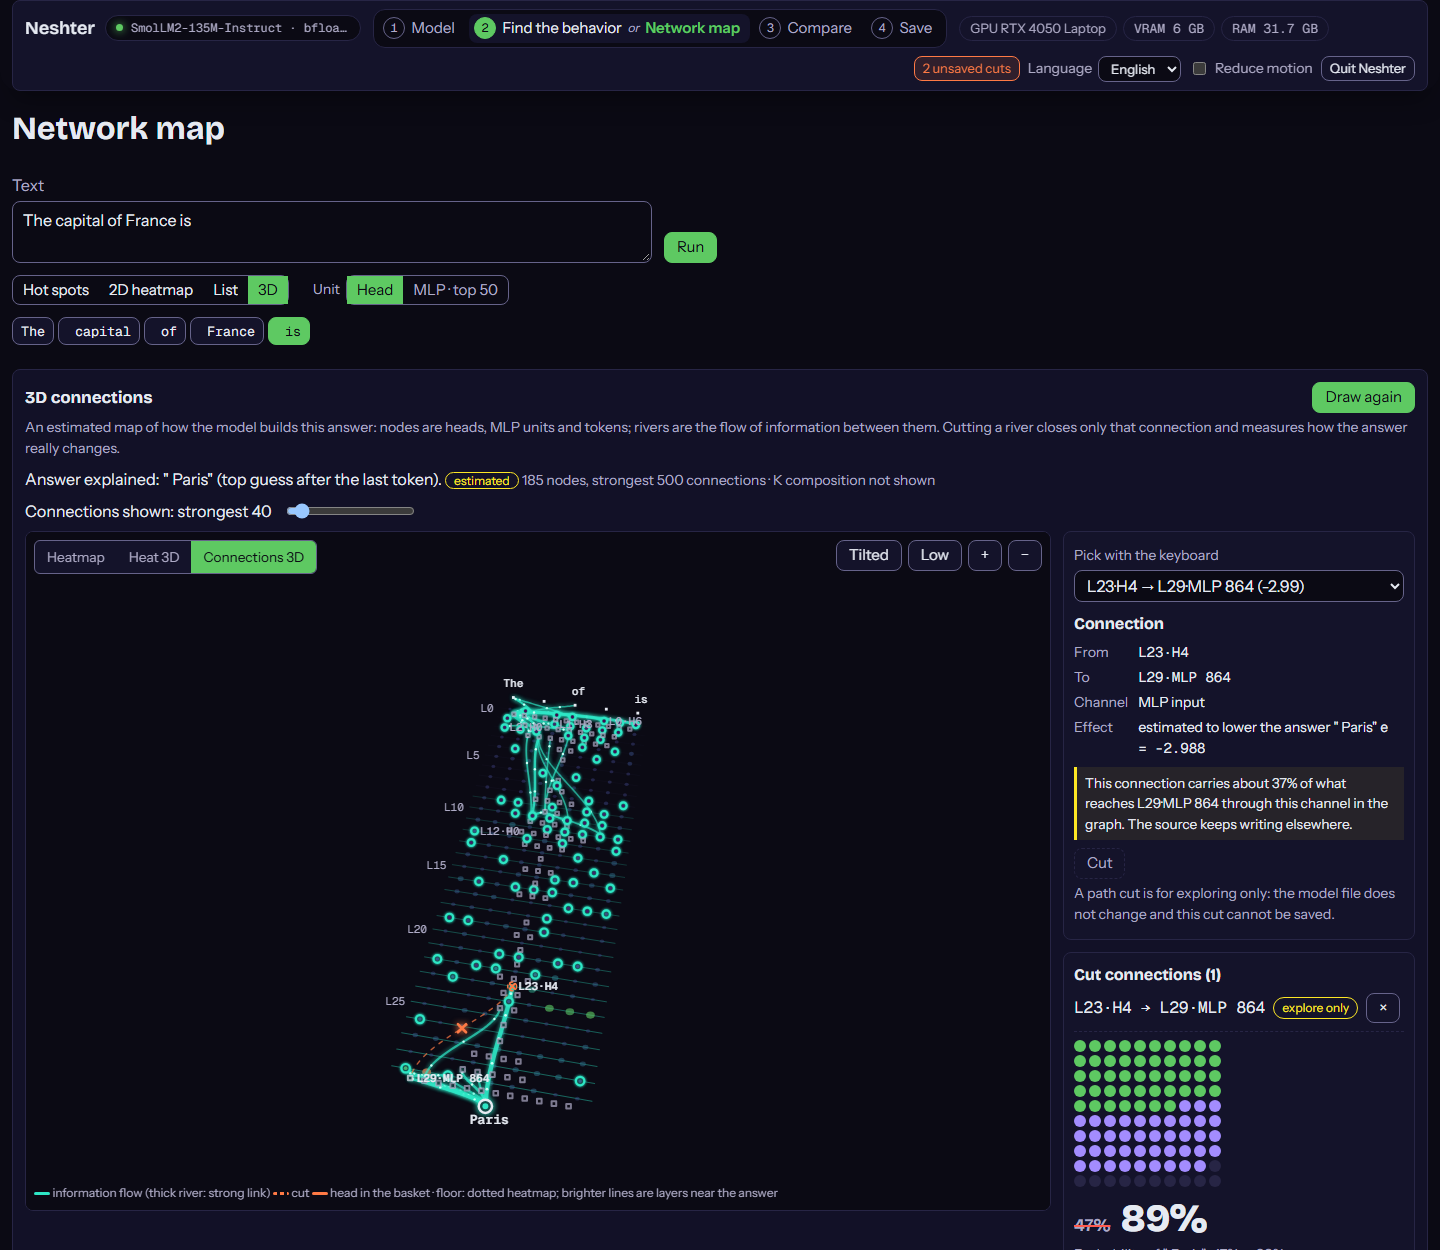 Neshter
SmolLM2-135M-Instruct · bfloa…
1 Model
2 Find the behavior or Network map
3 Compare
4 Save
GPU RTX 4050 Laptop
VRAM 6 GB
RAM 31.7 GB
2 unsaved cuts
Language
English
Reduce motion
Quit Neshter
Network map
Text
The capital of France is
Run
Hot spots 2D heatmap List 3D
Unit Head MLP · top 50
The capital of France is
3D connections
Draw again
An estimated map of how the model builds this answer: nodes are heads, MLP units and tokens; rivers are the flow of information between them. Cutting a river closes only that connection and measures how the answer
really changes.
Answer explained: " Paris" (top guess after the last token). estimated 185 nodes, strongest 500 connections · K composition not shown
Connections shown: strongest 40
Heatmap Heat 3D Connections 3D
Tilted Low + −
The
of
is
L0
L5
L10
L12·H0
L15
L20
L23·H4
L25
L29·MLP 864
Paris
information flow (thick river: strong link) cut head in the basket · floor: dotted heatmap; brighter lines are layers near the answer
Pick with the keyboard
L23·H4 → L29·MLP 864 (-2.99)
Connection
From L23·H4
To L29·MLP 864
Channel MLP input
Effect estimated to lower the answer " Paris" e
= -2.988
This connection carries about 37% of what
reaches L29·MLP 864 through this channel in the
graph. The source keeps writing elsewhere.
Cut
A path cut is for exploring only: the model file does
not change and this cut cannot be saved.
Cut connections (1)
L23·H4 → L29·MLP 864 explore only ×
47% 89%